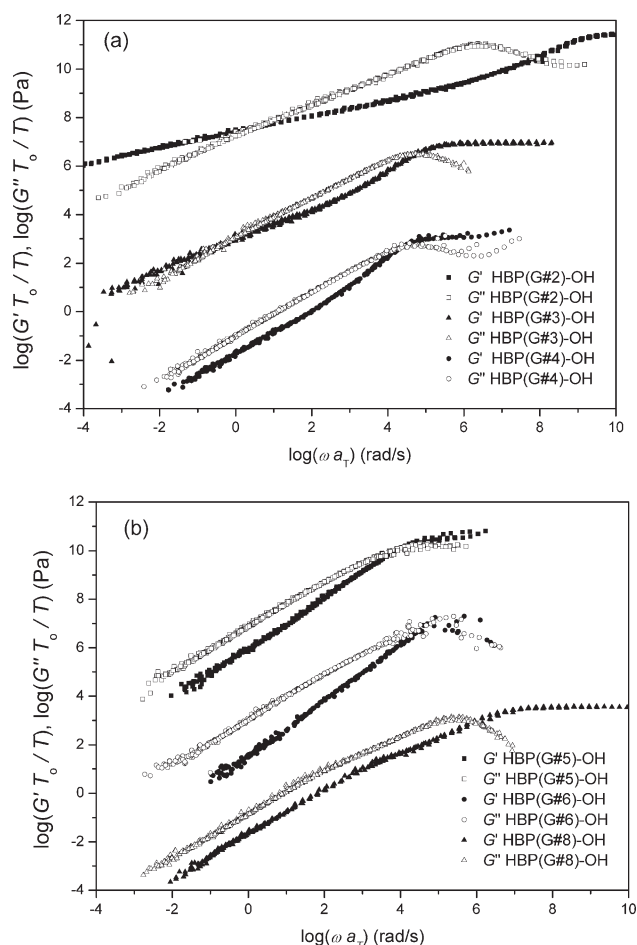 (a)
log(G' Tₒ / T), log(G'' Tₒ / T) (Pa)
12
10
8
6
4
2
0
-2
-4
-4 -2 0 2 4 6 8 10
log(ω a_T) (rad/s)
G' HBP(G#2)-OH
G'' HBP(G#2)-OH
G' HBP(G#3)-OH
G'' HBP(G#3)-OH
G' HBP(G#4)-OH
G'' HBP(G#4)-OH
(b)
log(G' Tₒ / T), log(G'' Tₒ / T) (Pa)
12
10
8
6
4
2
0
-2
-4
-4 -2 0 2 4 6 8 10
log(ω a_T) (rad/s)
G' HBP(G#5)-OH
G'' HBP(G#5)-OH
G' HBP(G#6)-OH
G'' HBP(G#6)-OH
G' HBP(G#8)-OH
G'' HBP(G#8)-OH